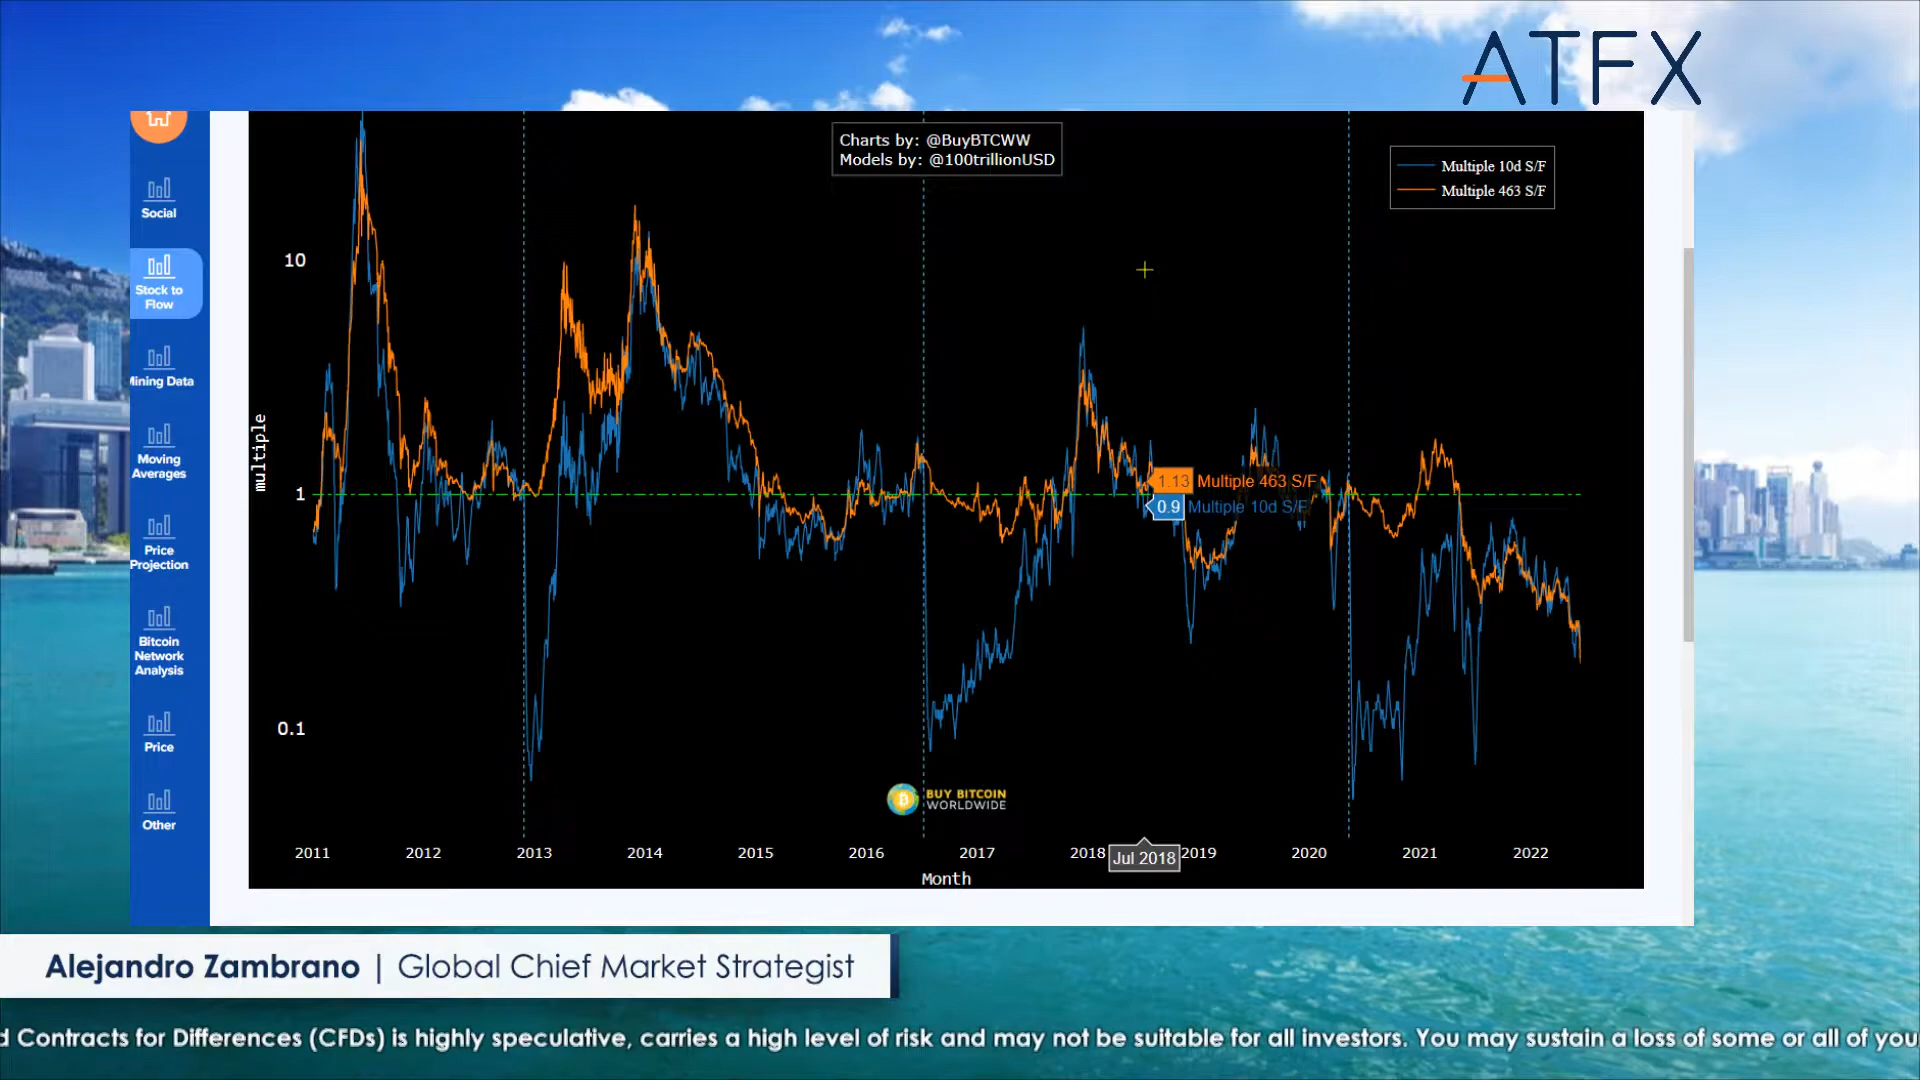 ATFX
Social
Stock to
Flow
Mining Data
Moving
Averages
Price
Projection
Bitcoin
Network
Analysis
Price
Other
Charts by: @BuyBTCWW
Models by: @100trillionUSD
Multiple 10d S/F
Multiple 463 S/F
10
1
0.1
multiple
1.13 Multiple 463 S/F
0.9 Multiple 10d S/F
BUY BITCOIN
WORLDWIDE
2011 2012 2013 2014 2015 2016 2017 2018 Jul 2018 2019 2020 2021 2022
Month
Alejandro Zambrano | Global Chief Market Strategist
d Contracts for Differences (CFDs) is highly speculative, carries a high level of risk and may not be suitable for all investors. You may sustain a loss of some or all of you